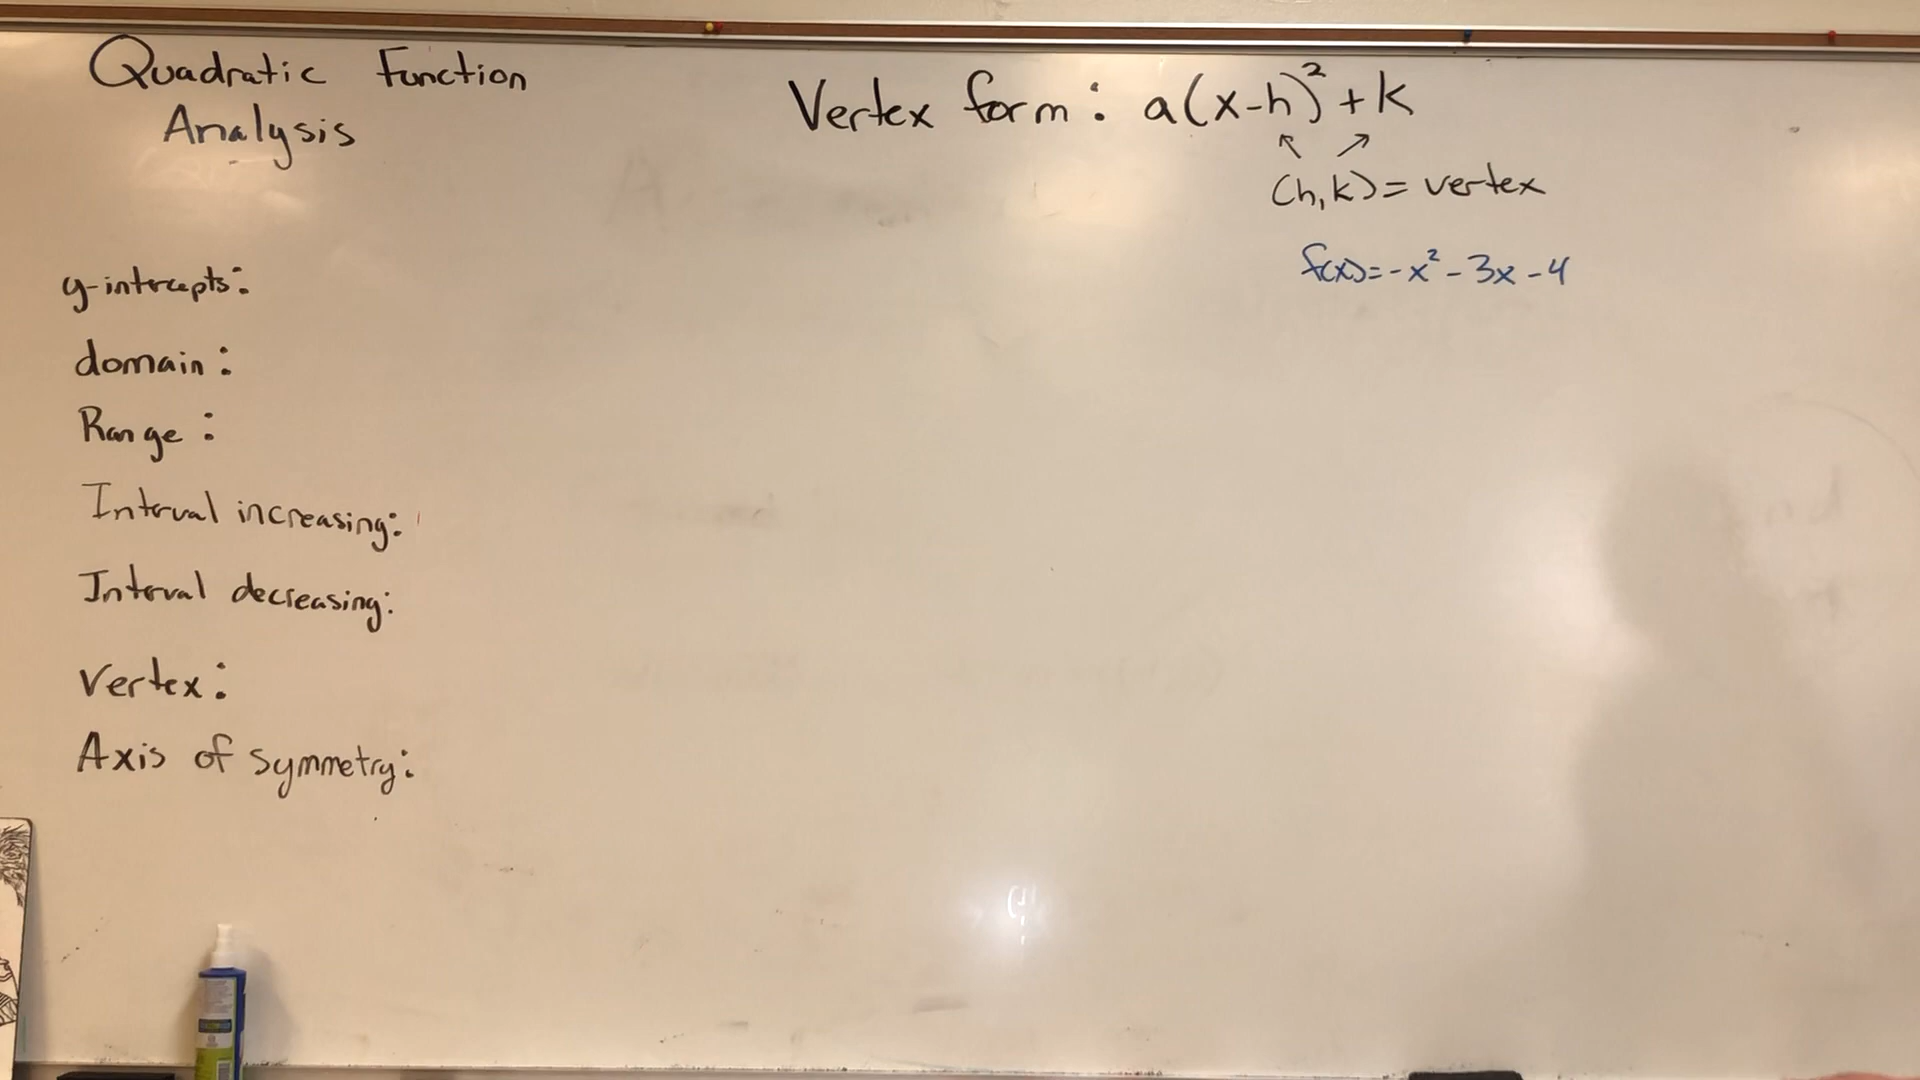 Quadratic Function
Analysis
Vertex form: a(x-h)²+k
(h,k)= vertex
f(x)=-x²-3x-4
y-intercepts:
domain:
Range:
Interval increasing:
Interval decreasing:
Vertex:
Axis of symmetry: